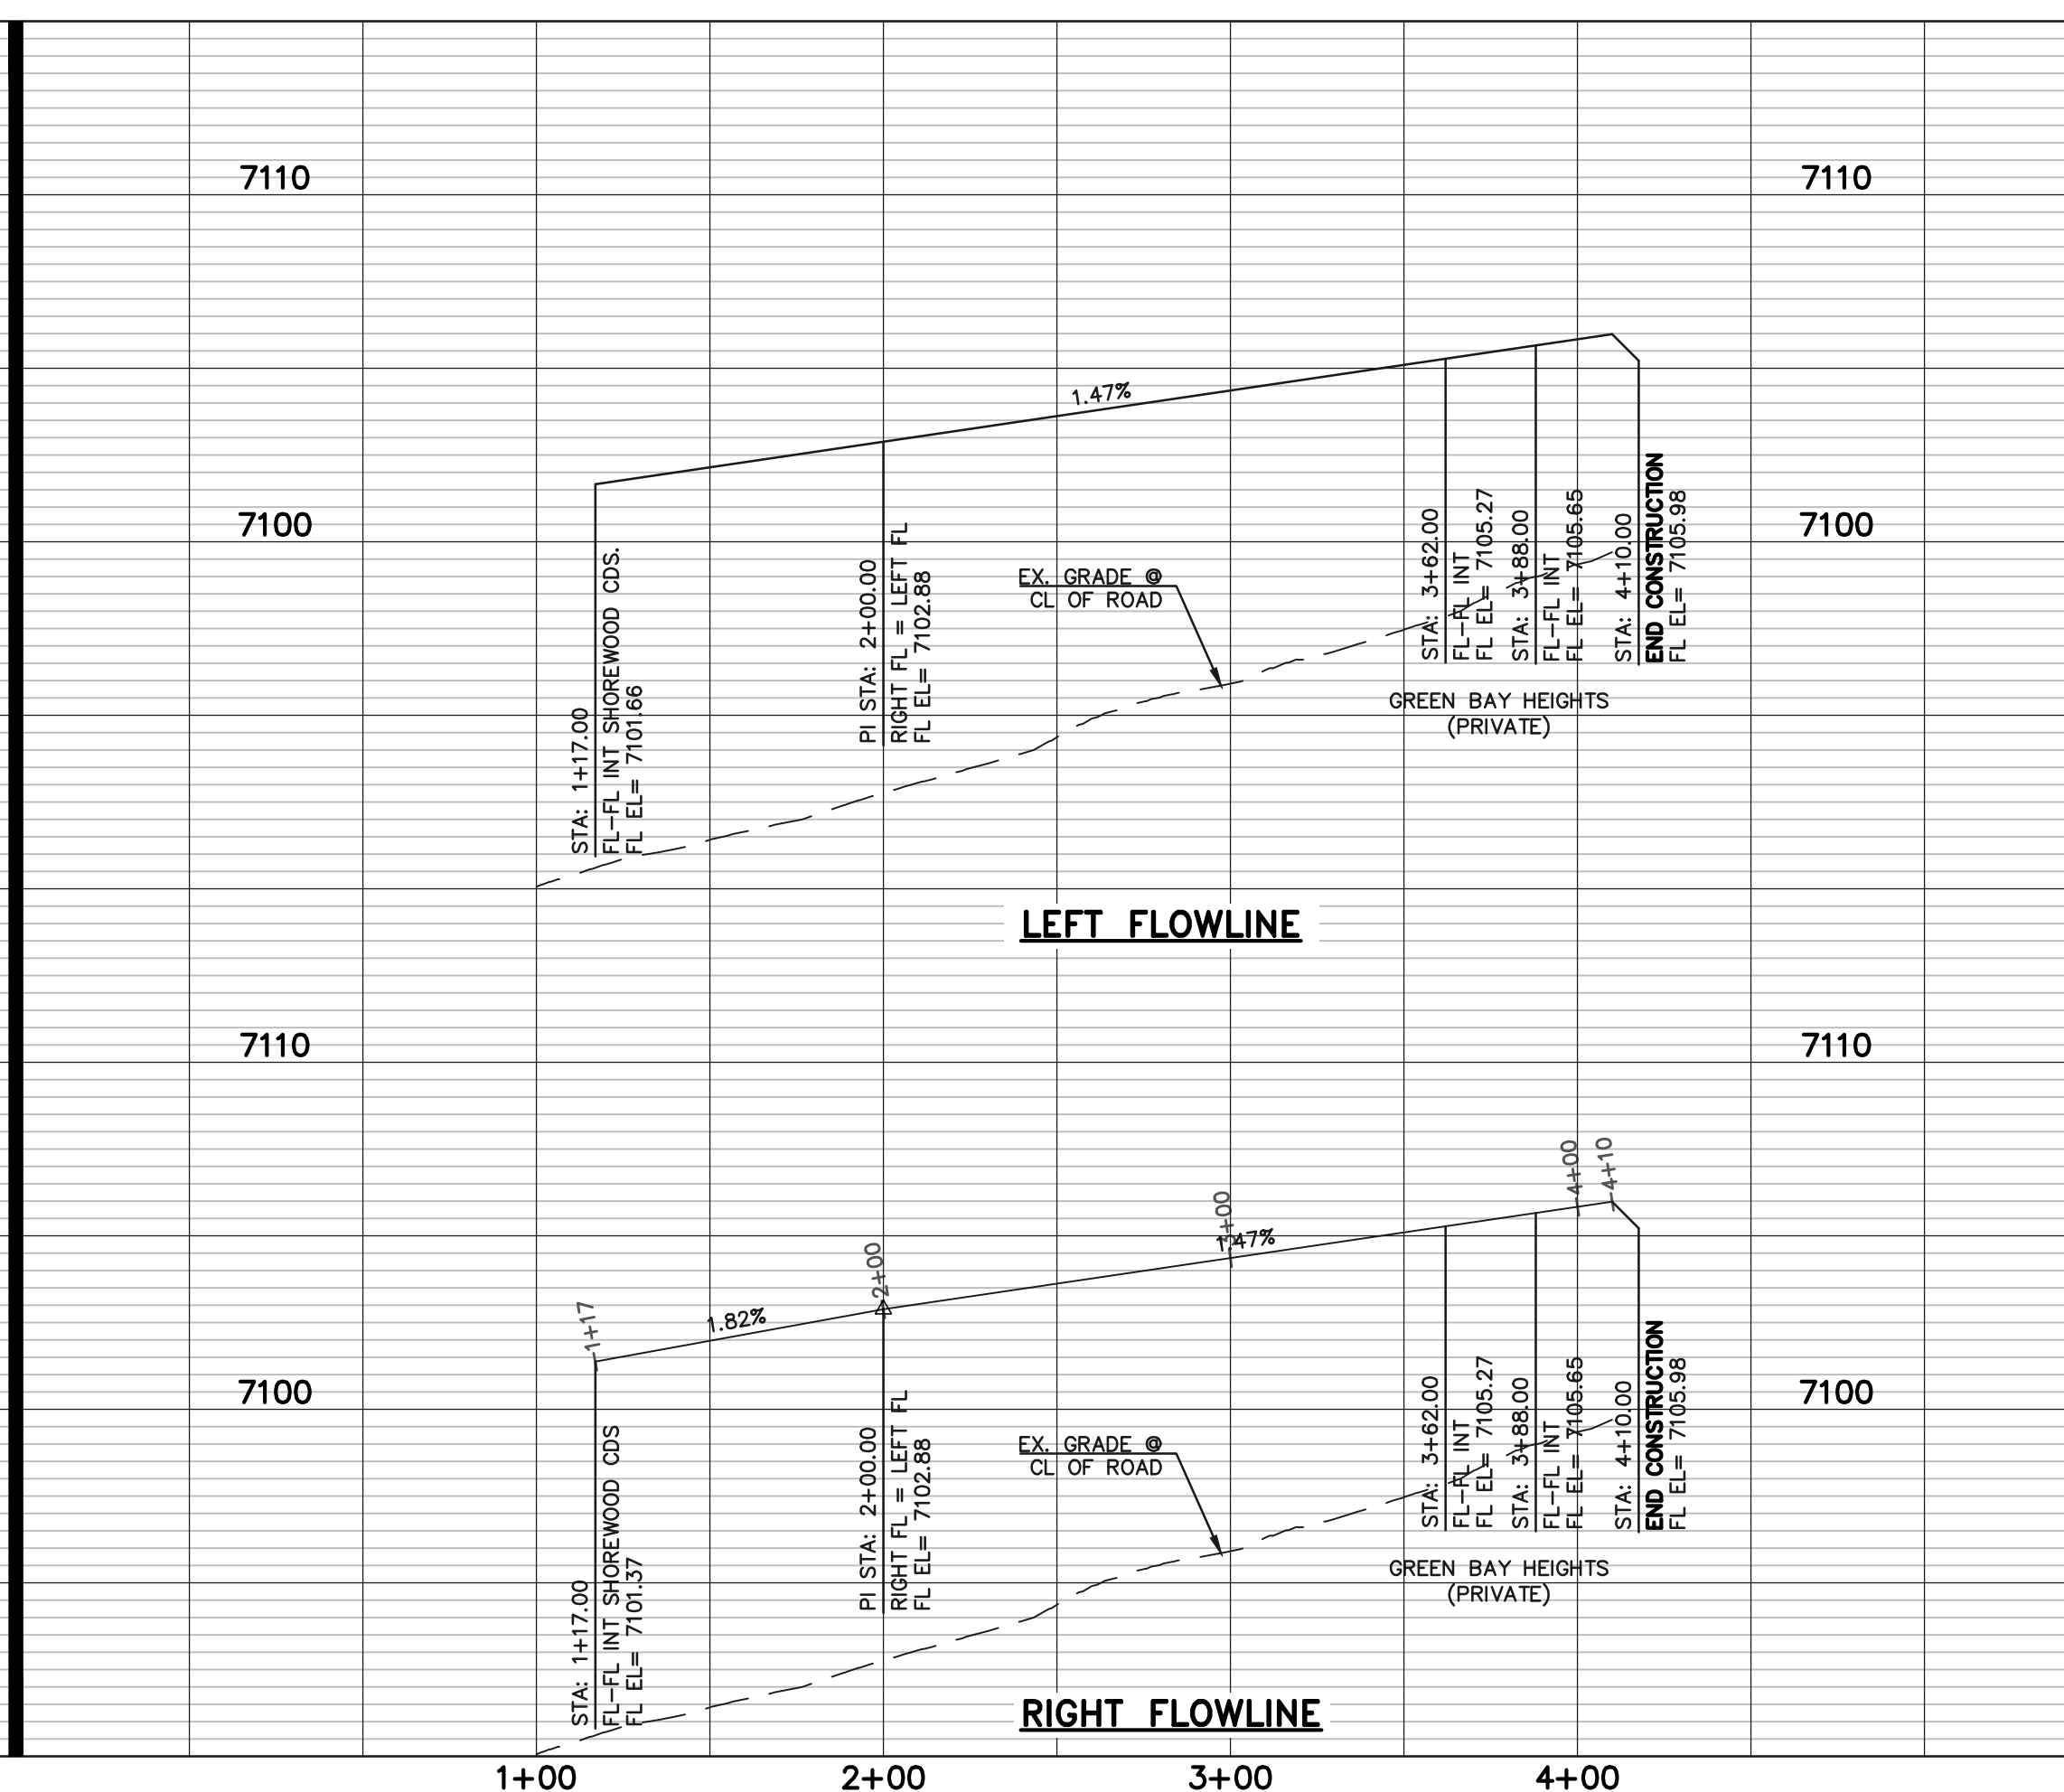 7110
7110
1.47%
7100
7100
STA: 1+17.00
FL-FL INT SHOREWOOD CDS.
FL EL= 7101.66
PI STA: 2+00.00
RIGHT FL = LEFT FL
FL EL= 7102.88
EX. GRADE @
CL OF ROAD
STA: 3+62.00
FL-FL INT
FL EL= 7105.27
STA: 3+88.00
FL-FL INT
FL EL= 7105.65
STA: 4+10.00
END CONSTRUCTION
FL EL= 7105.98
GREEN BAY HEIGHTS
(PRIVATE)
LEFT FLOWLINE
7110
7110
1+17
2+00
3+00
4+00
4+10
1.82%
1.47%
7100
7100
STA: 1+17.00
FL-FL INT SHOREWOOD CDS
FL EL= 7101.37
PI STA: 2+00.00
RIGHT FL = LEFT FL
FL EL= 7102.88
EX. GRADE @
CL OF ROAD
STA: 3+62.00
FL-FL INT
FL EL= 7105.27
STA: 3+88.00
FL-FL INT
FL EL= 7105.65
STA: 4+10.00
END CONSTRUCTION
FL EL= 7105.98
GREEN BAY HEIGHTS
(PRIVATE)
RIGHT FLOWLINE
1+00
2+00
3+00
4+00